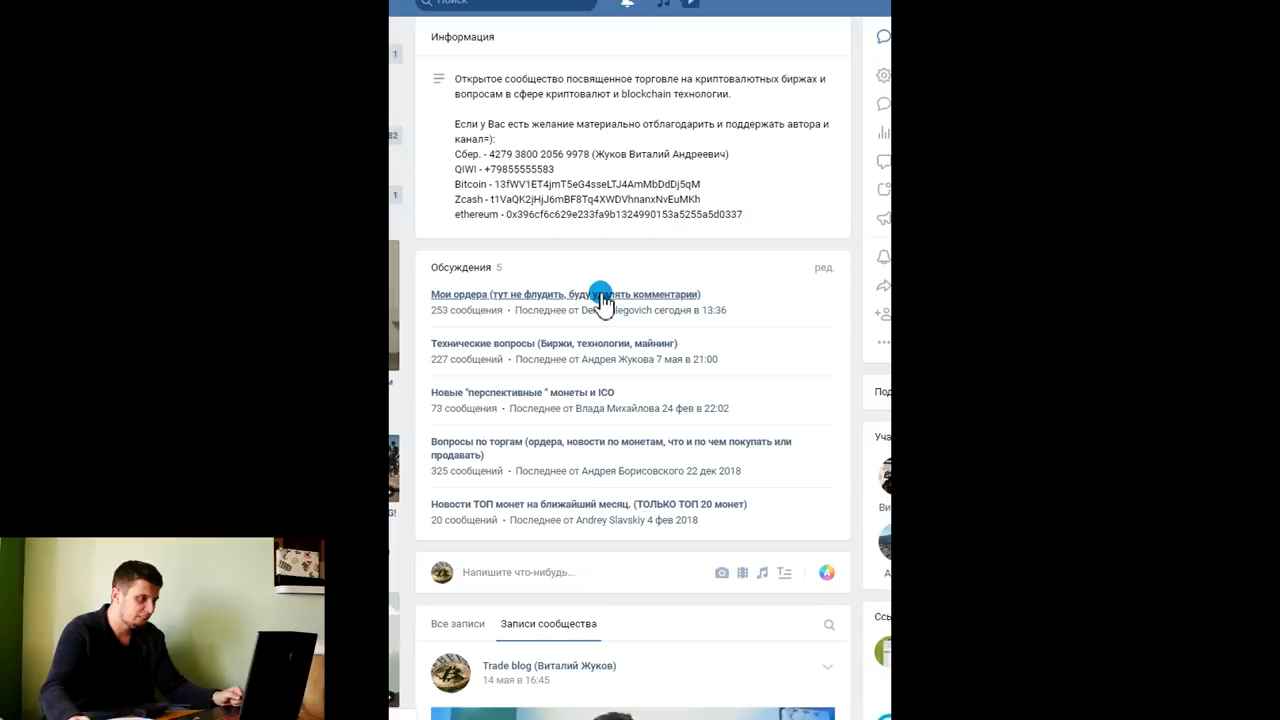 Поиск
Информация
1
Открытое сообщество посвященное торговле на криптовалютных биржах и
вопросам в сфере криптовалют и blockchain технологии.
Если у Вас есть желание материально отблагодарить и поддержать автора и
82
канал=):
Сбер. - 4279 3800 2056 9978 (Жуков Виталий Андреевич)
QIWI - +79855555583
Bitcoin - 13fWV1ET4jmT5eG4sseLTJ4AmMbDdDj5qM
1
Zcash - t1VaQK2jHjJ6mBF8Tq4XWDVhnanxNvEuMKh
ethereum - 0x396cf6c629e233fa9b1324990153a5255a5d0337
Обсуждения 5
ред.
Мои ордера (тут не флудить, буду удалять комментарии)
253 сообщения • Последнее от legovich сегодня в 13:36
Технические вопросы (Биржи, технологии, майнинг)
227 сообщений • Последнее от Андрея Жукова 7 мая в 21:00
Новые "перспективные " монеты и ICO
Под
73 сообщения • Последнее от Влада Михайлова 24 фев в 22:02
Уча
Вопросы по торгам (ордера, новости по монетам, что и по чем покупать или
продавать)
325 сообщений • Последнее от Андрея Борисовского 22 дек 2018
Ви
Новости ТОП монет на ближайший месяц. (ТОЛЬКО ТОП 20 монет)
G!
20 сообщений • Последнее от Andrey Slavskiy 4 фев 2018
Напишите что-нибудь...
А
Ссы
Все записи
Записи сообщества
Trade blog (Виталий Жуков)
14 мая в 16:45